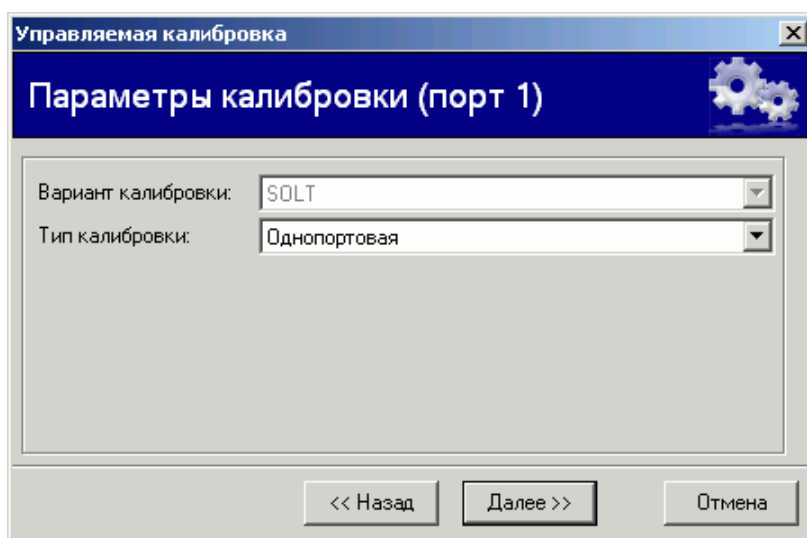 Управляемая калибровка
Параметры калибровки (порт 1)
Вариант калибровки: SOLT
Тип калибровки: Однопортовая
<< Назад Далее >> Отмена